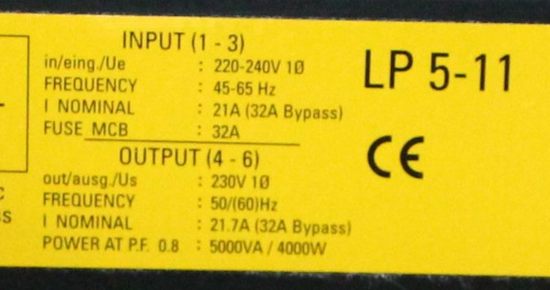 INPUT (1 - 3)
in/eing./Ue : 220-240V 1Ø
FREQUENCY : 45-65 Hz
I NOMINAL : 21A (32A Bypass)
FUSE MCB : 32A
OUTPUT (4 - 6)
out/ausg./Us : 230V 1Ø
FREQUENCY : 50/(60)Hz
I NOMINAL : 21.7A (32A Bypass)
POWER AT P.F. 0.8 : 5000VA / 4000W
LP 5-11
CE